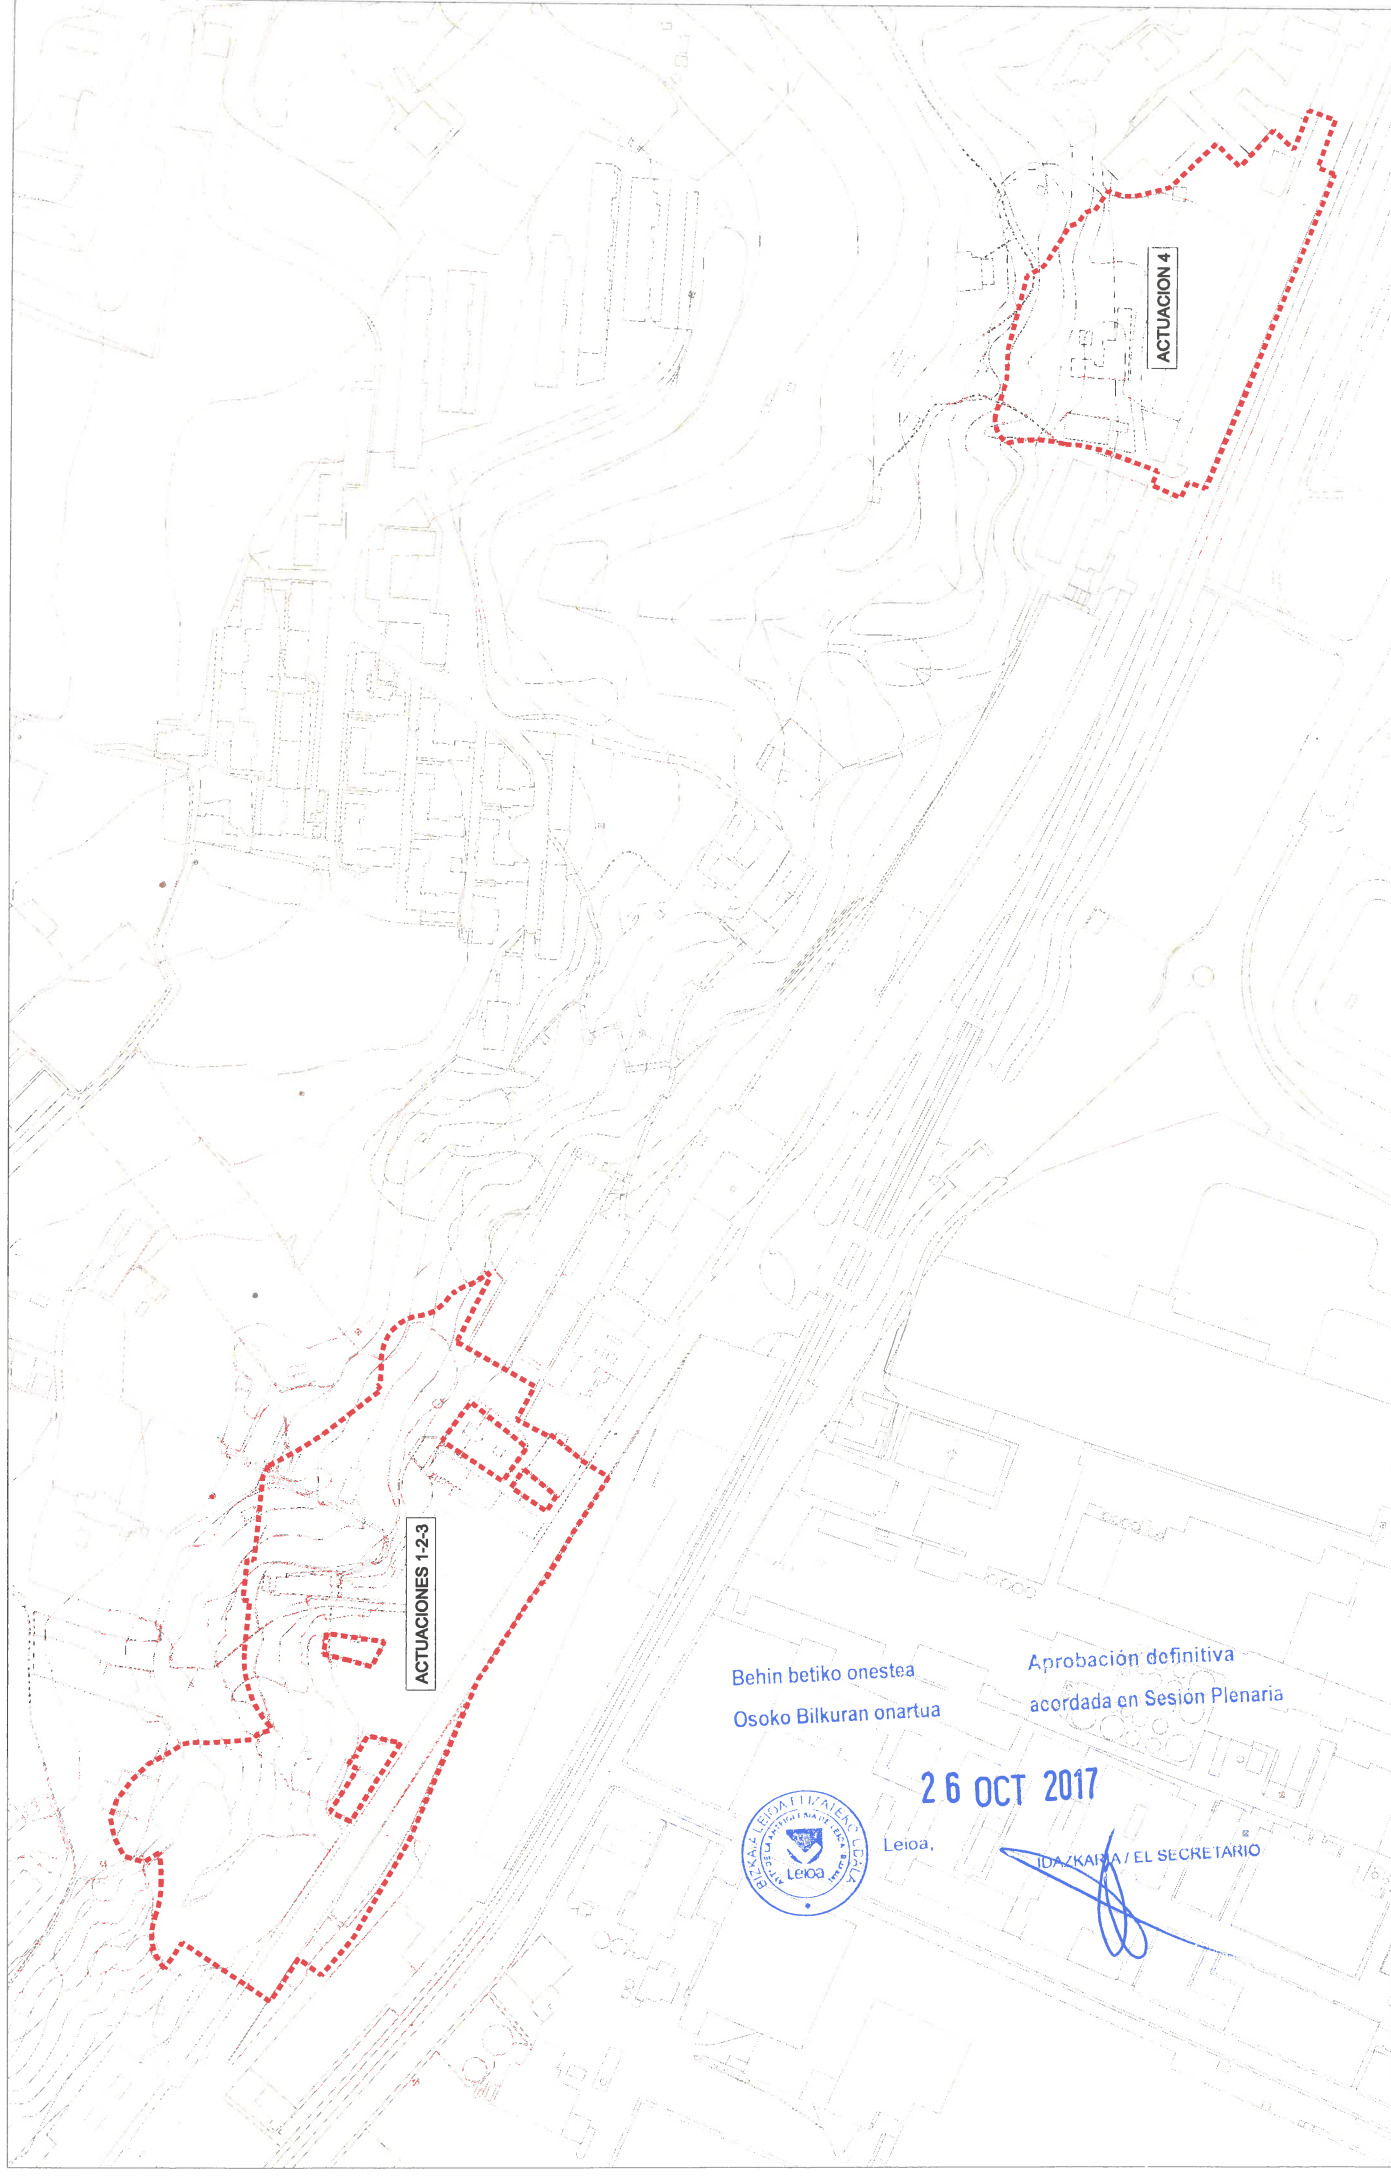 ACTUACION 4
ACTUACIONES 1-2-3
Behin betiko onestea
Osoko Bilkuran onartua
Aprobación definitiva
acordada en Sesión Plenaria
26 OCT 2017
Leioa,
IDAZKARIA / EL SECRETARIO
Leioa